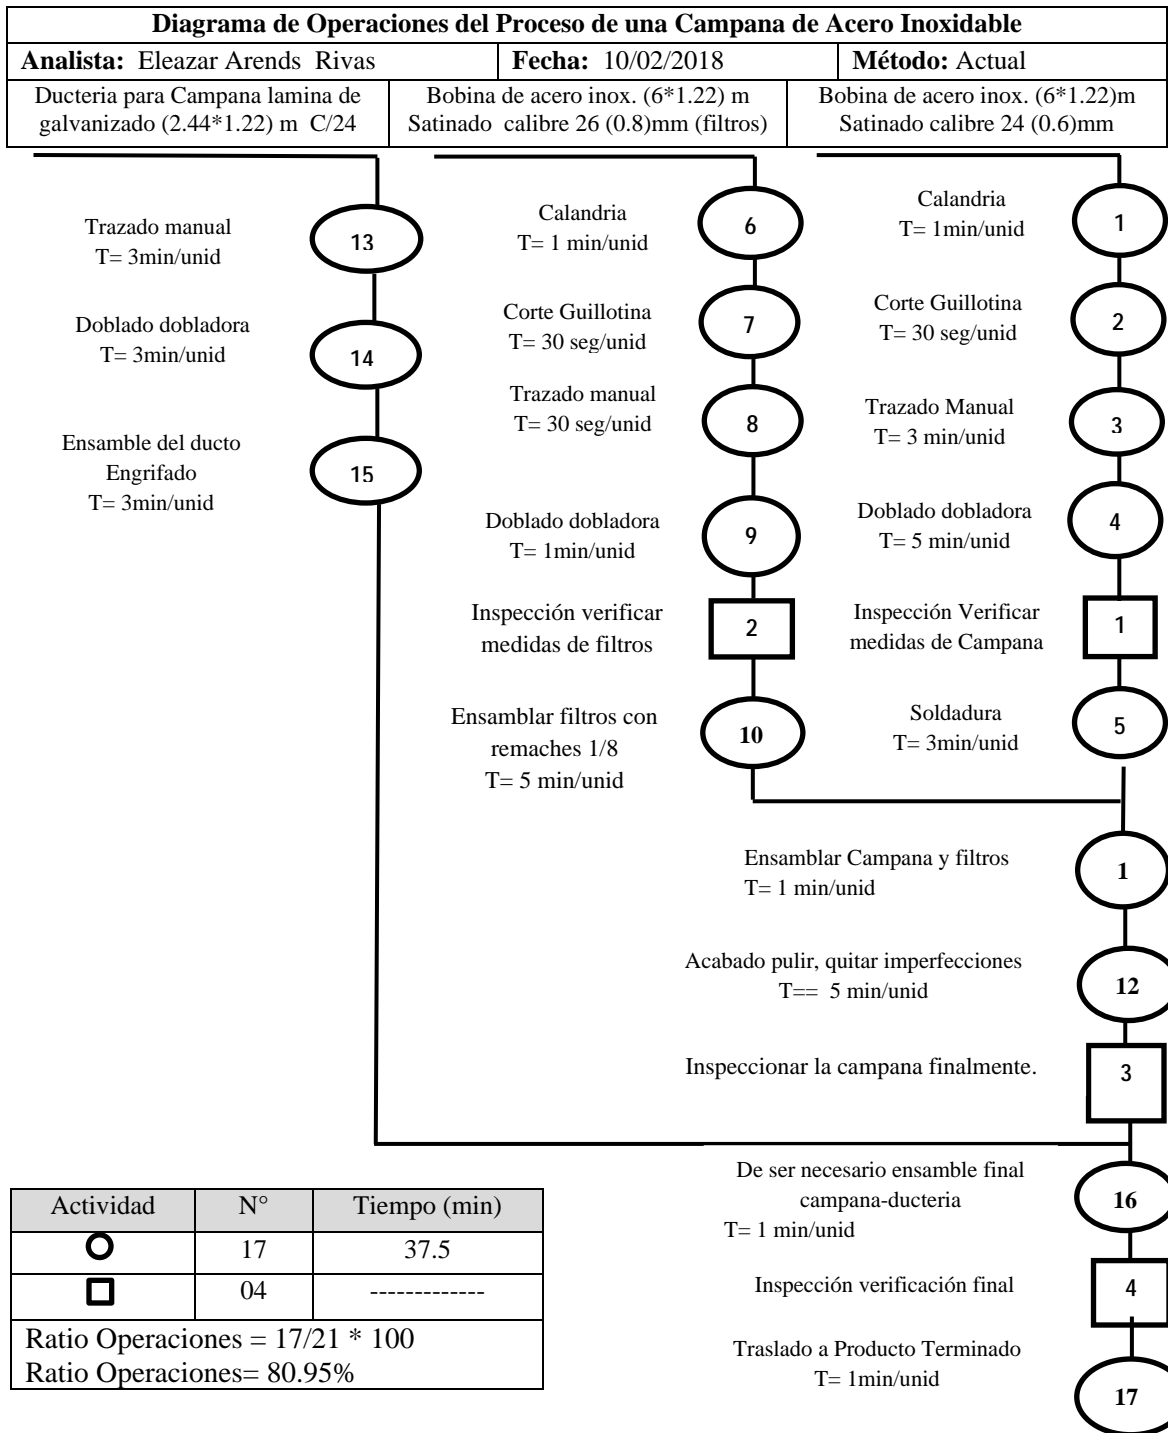 Diagrama de Operaciones del Proceso de una Campana de Acero Inoxidable
Analista: Eleazar Arends Rivas
Fecha: 10/02/2018
Método: Actual
Ducteria para Campana lamina de
galvanizado (2.44*1.22) m C/24
Bobina de acero inox. (6*1.22) m
Satinado calibre 26 (0.8)mm (filtros)
Bobina de acero inox. (6*1.22)m
Satinado calibre 24 (0.6)mm
Trazado manual
T= 3min/unid
13
Doblado dobladora
T= 3min/unid
14
Ensamble del ducto
Engrifado
T= 3min/unid
15
Calandria
T= 1 min/unid
6
Corte Guillotina
T= 30 seg/unid
7
Trazado manual
T= 30 seg/unid
8
Doblado dobladora
T= 1min/unid
9
Inspección verificar
medidas de filtros
2
Ensamblar filtros con
remaches 1/8
T= 5 min/unid
10
Calandria
T= 1min/unid
1
Corte Guillotina
T= 30 seg/unid
2
Trazado Manual
T= 3 min/unid
3
Doblado dobladora
T= 5 min/unid
4
Inspección Verificar
medidas de Campana
1
Soldadura
T= 3min/unid
5
Ensamblar Campana y filtros
T= 1 min/unid
1
Acabado pulir, quitar imperfecciones
T== 5 min/unid
12
Inspeccionar la campana finalmente.
3
De ser necesario ensamble final
campana-ducteria
T= 1 min/unid
16
Inspección verificación final
4
Traslado a Producto Terminado
T= 1min/unid
17
Actividad N° Tiempo (min)
17 37.5
04 -------------
Ratio Operaciones = 17/21 * 100
Ratio Operaciones= 80.95%